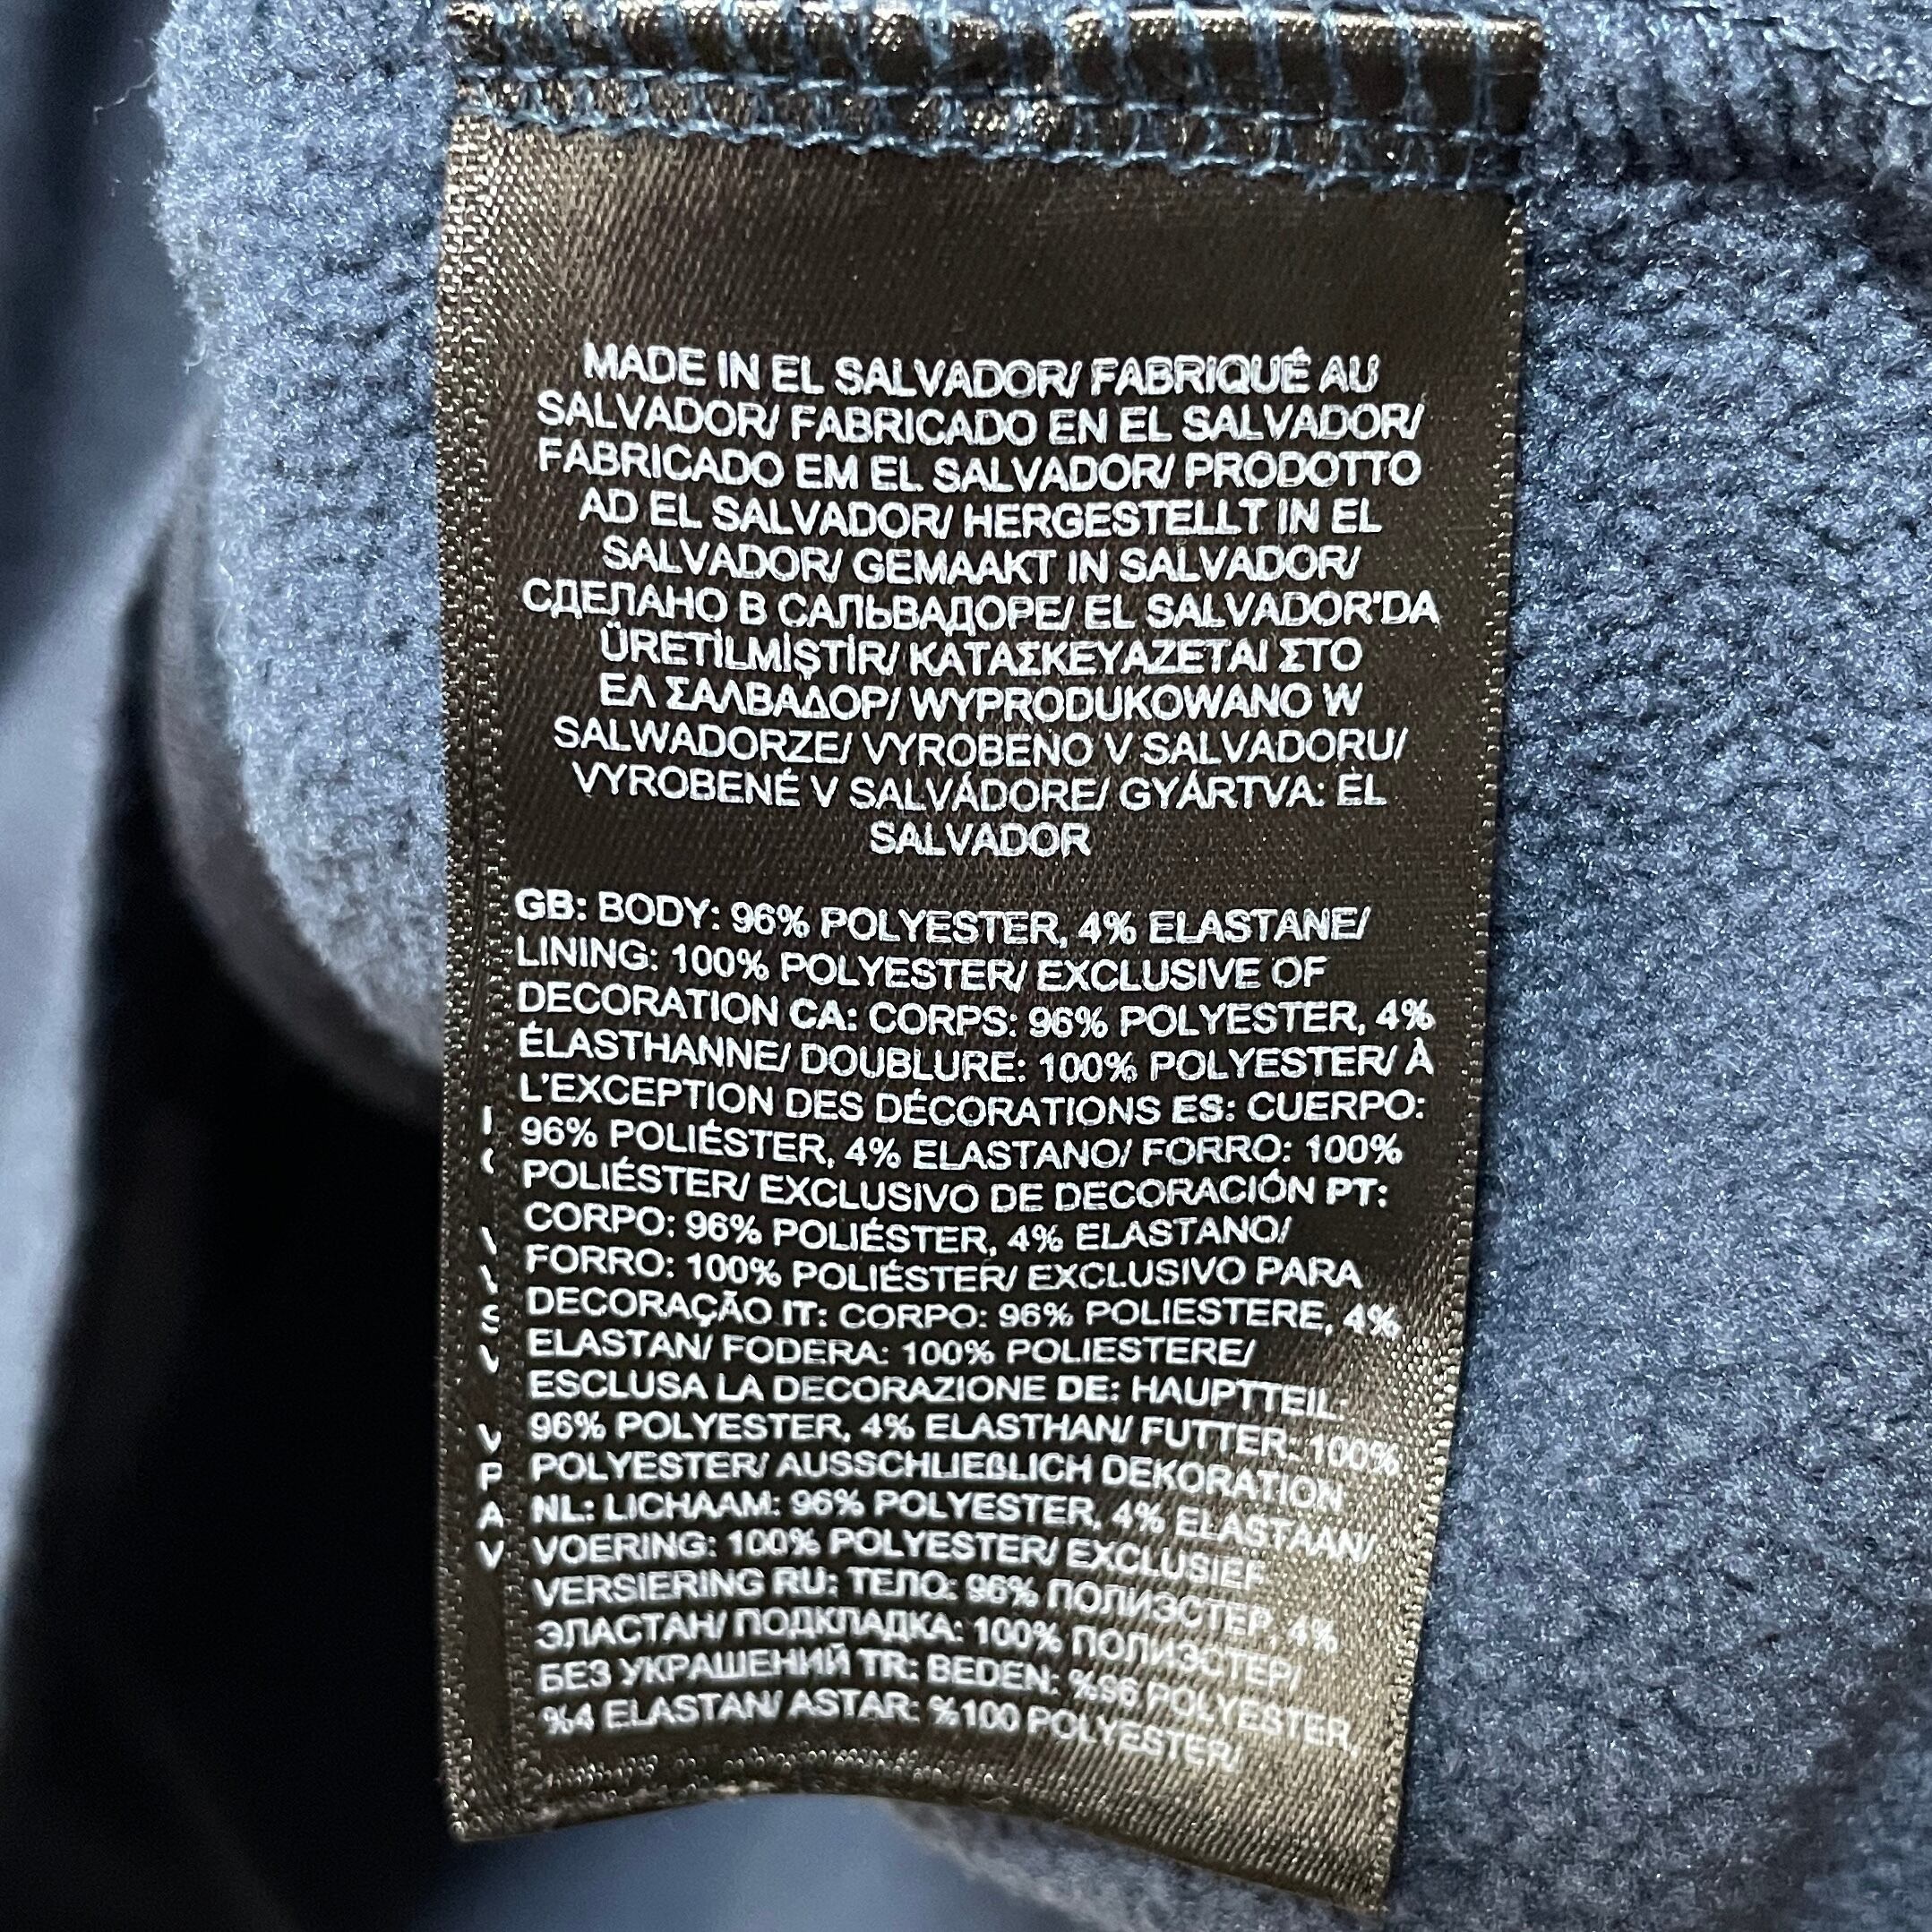 MADE IN EL SALVADOR/ FABRIQUÉ AU
SALVADOR/ FABRICADO EN EL SALVADOR/
FABRICADO EM EL SALVADOR/ PRODOTTO
AD EL SALVADOR/ HERGESTELLT IN EL
SALVADOR/ GEMAAKT IN SALVADOR/
СДЕЛАНО В САЛЬВАДОРЕ/ EL SALVADOR'DA
ÜRETİLMİŞTİR/ ΚΑΤΑΣΚΕΥΑΖΕΤΑΙ ΣΤΟ
ΕΛ ΣΑΛΒΑΔΟΡ/ WYPRODUKOWANO W
SALWADORZE/ VYROBENO V SALVADORU/
VYROBENÉ V SALVÁDORE/ GYÁRTVA: EL
SALVADOR
GB: BODY: 96% POLYESTER, 4% ELASTANE/
LINING: 100% POLYESTER/ EXCLUSIVE OF
DECORATION CA: CORPS: 96% POLYESTER, 4%
ÉLASTHANNE/ DOUBLURE: 100% POLYESTER/ À
L'EXCEPTION DES DÉCORATIONS ES: CUERPO:
96% POLIÉSTER, 4% ELASTANO/ FORRO: 100%
POLIÉSTER/ EXCLUSIVO DE DECORACIÓN PT:
CORPO: 96% POLIÉSTER, 4% ELASTANO/
FORRO: 100% POLIÉSTER/ EXCLUSIVO PARA
DECORAÇÃO IT: CORPO: 96% POLIESTERE, 4%
ELASTAN/ FODERA: 100% POLIESTERE/
ESCLUSA LA DECORAZIONE DE: HAUPTTEIL:
96% POLYESTER, 4% ELASTHAN/ FUTTER: 100%
POLYESTER/ AUSSCHLIEßLICH DEKORATION
NL: LICHAAM: 96% POLYESTER, 4% ELASTAAN/
VOERING: 100% POLYESTER/ EXCLUSIEF
VERSIERING RU: ТЕЛО: 96% ПОЛИЭСТЕР, 4%
ЭЛАСТАН/ ПОДКЛАДКА: 100% ПОЛИЭСТЕР/
БЕЗ УКРАШЕНИЙ TR: BEDEN: %96 POLYESTER,
%4 ELASTAN/ ASTAR: %100 POLYESTER/